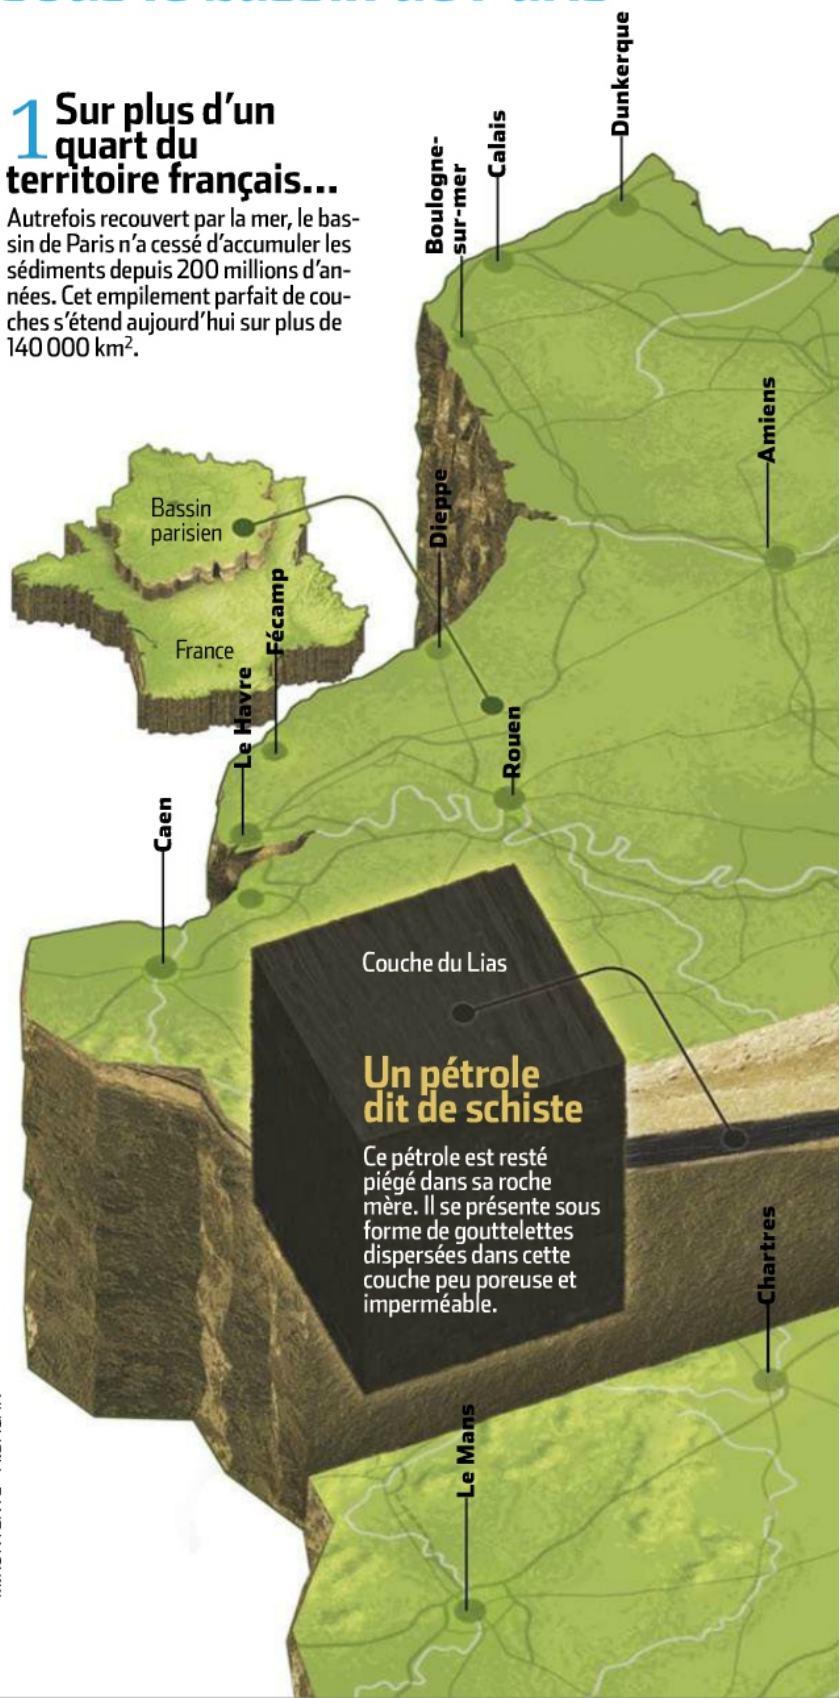 1 Sur plus d'un
quart du
territoire français...
Autrefois recouvert par la mer, le bas-
sin de Paris n'a cessé d'accumuler les
sédiments depuis 200 millions d'an-
nées. Cet empilement parfait de cou-
ches s'étend aujourd'hui sur plus de
140 000 km².
Dunkerque
Calais
Boulogne-
sur-mer
Amiens
Dieppe
Bassin
parisien
France
Fécamp
Le Havre
Rouen
Caen
Couche du Lias
Un pétrole
dit de schiste
Ce pétrole est resté
piégé dans sa roche
mère. Il se présente sous
forme de gouttelettes
dispersées dans cette
couche peu poreuse et
imperméable.
Chartres
Le Mans